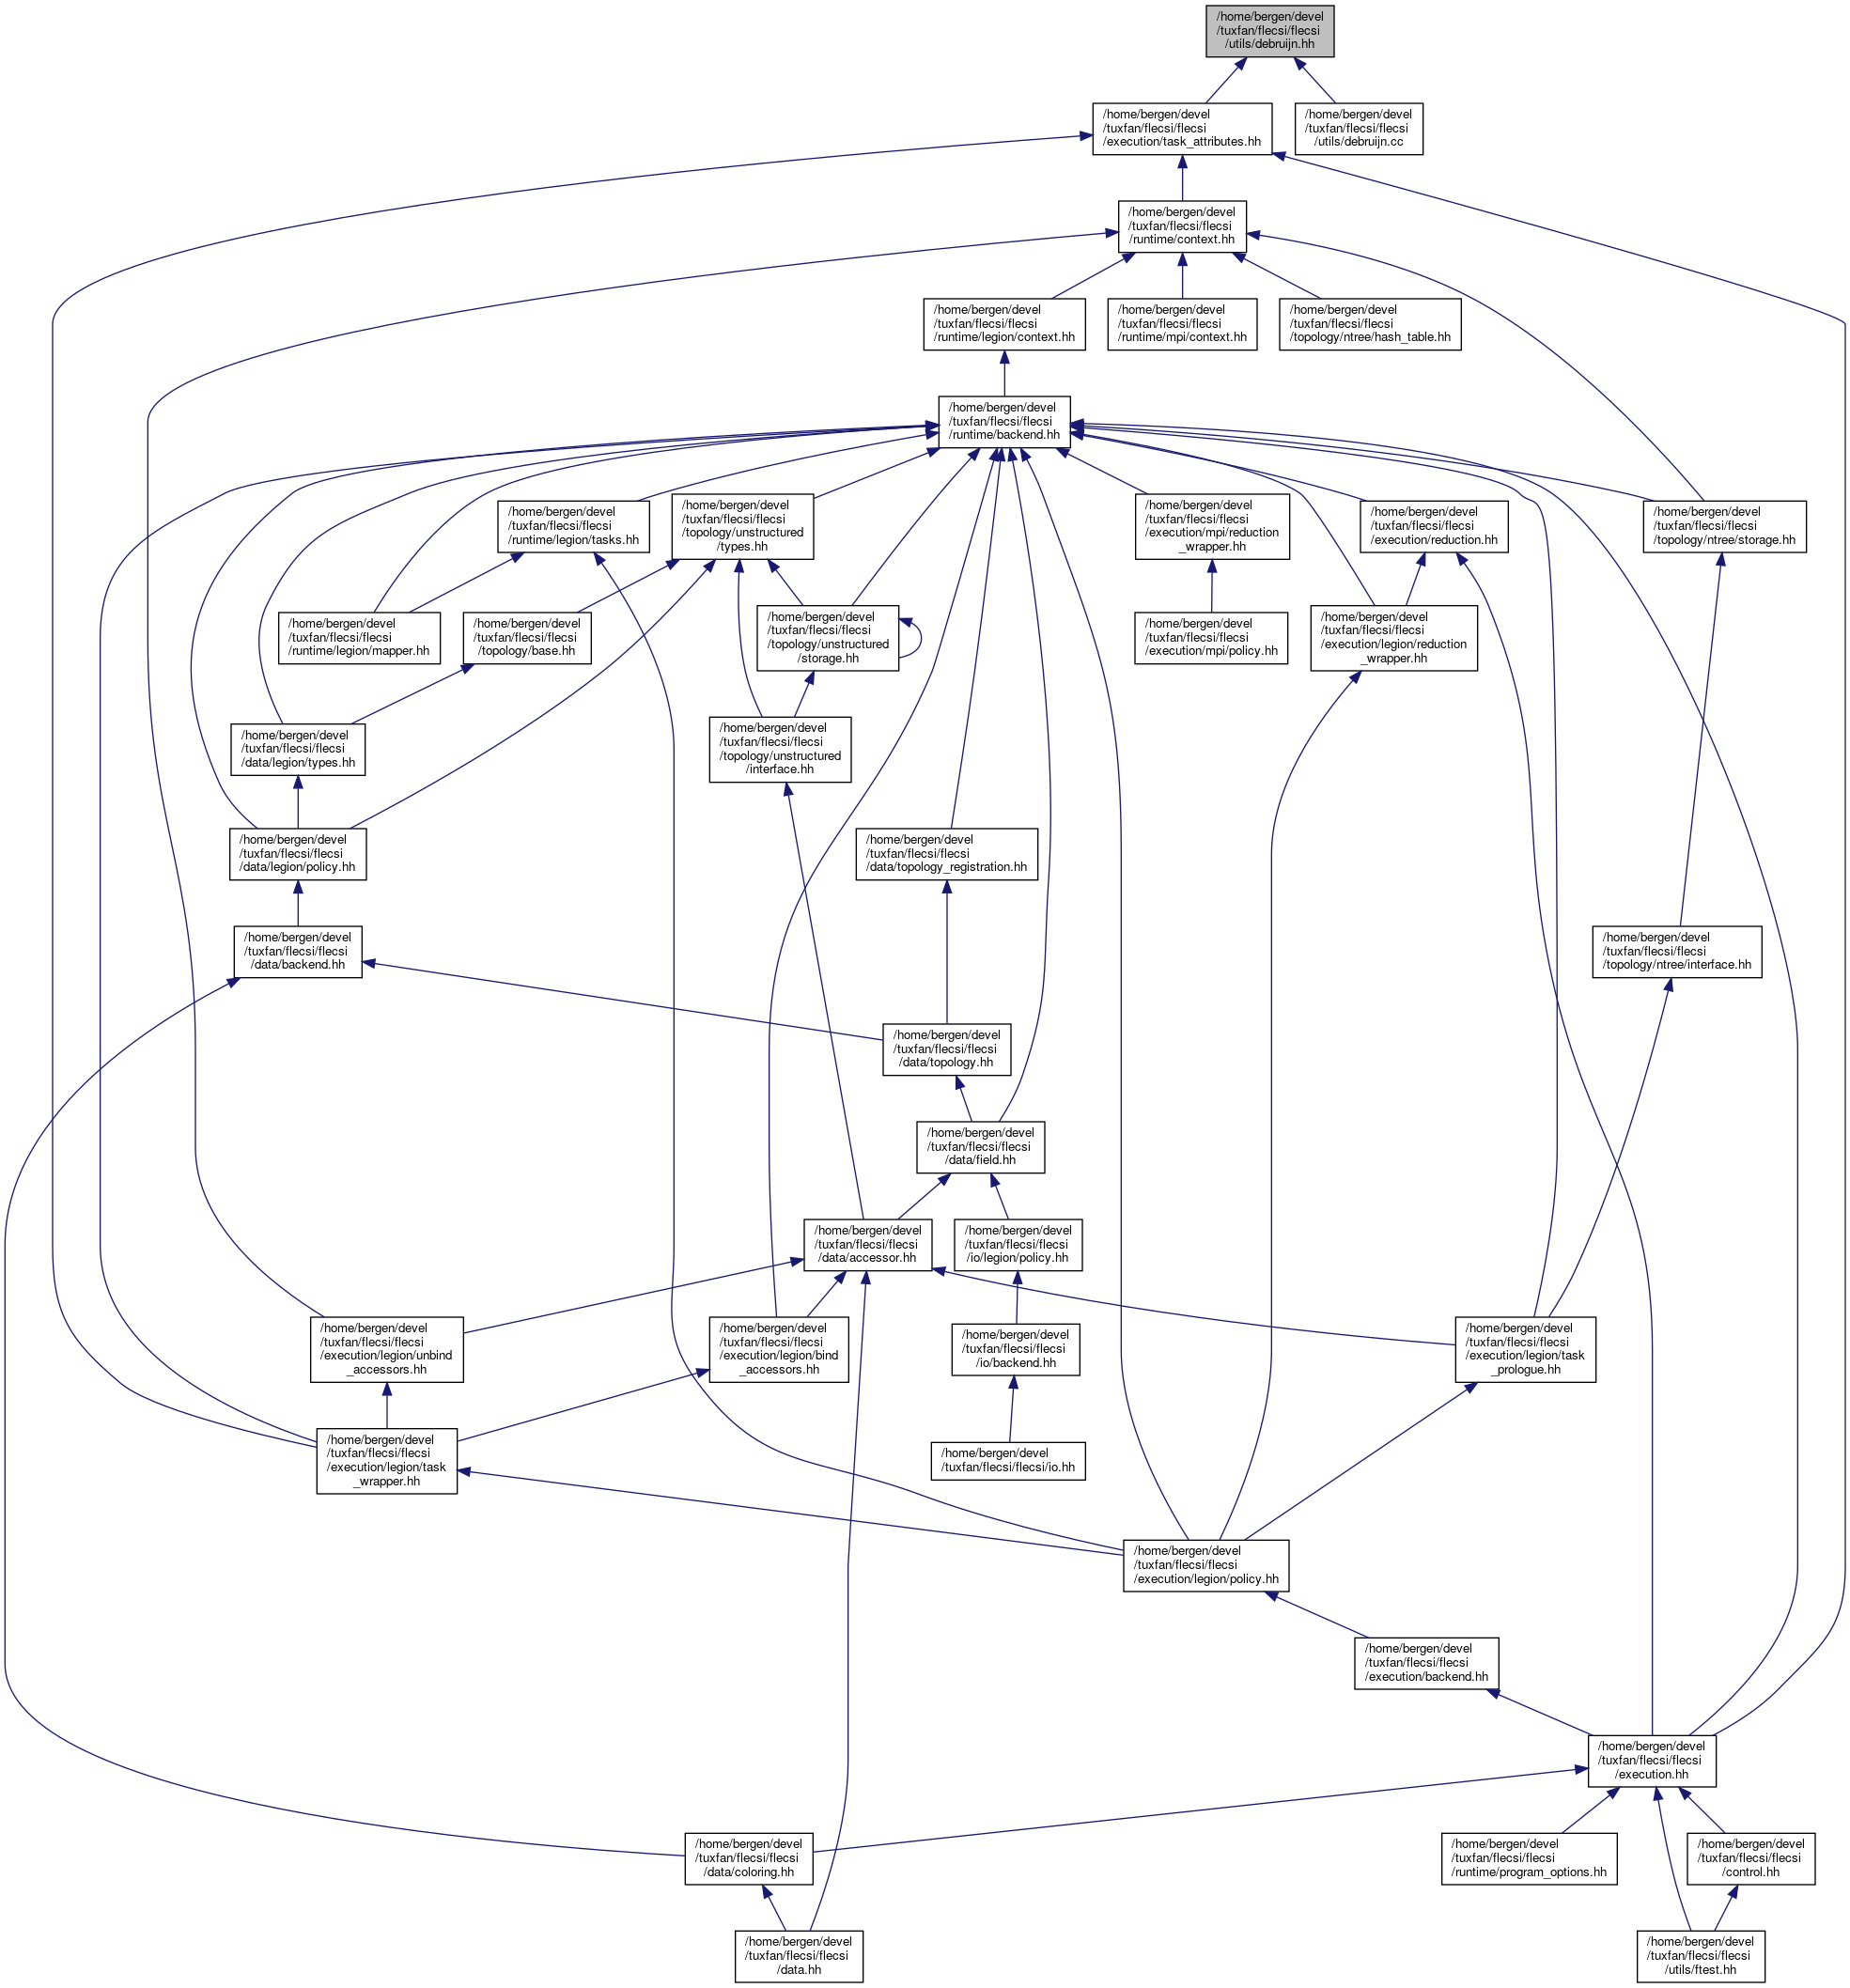 /home/bergen/devel
/tuxfan/flecsi/flecsi
/utils/debruijn.hh
/home/bergen/devel
/tuxfan/flecsi/flecsi
/execution/task_attributes.hh
/home/bergen/devel
/tuxfan/flecsi/flecsi
/utils/debruijn.cc
/home/bergen/devel
/tuxfan/flecsi/flecsi
/runtime/context.hh
/home/bergen/devel
/tuxfan/flecsi/flecsi
/runtime/legion/context.hh
/home/bergen/devel
/tuxfan/flecsi/flecsi
/runtime/mpi/context.hh
/home/bergen/devel
/tuxfan/flecsi/flecsi
/topology/ntree/hash_table.hh
/home/bergen/devel
/tuxfan/flecsi/flecsi
/runtime/backend.hh
/home/bergen/devel
/tuxfan/flecsi/flecsi
/runtime/legion/tasks.hh
/home/bergen/devel
/tuxfan/flecsi/flecsi
/topology/unstructured
/types.hh
/home/bergen/devel
/tuxfan/flecsi/flecsi
/execution/mpi/reduction
_wrapper.hh
/home/bergen/devel
/tuxfan/flecsi/flecsi
/execution/reduction.hh
/home/bergen/devel
/tuxfan/flecsi/flecsi
/topology/ntree/storage.hh
/home/bergen/devel
/tuxfan/flecsi/flecsi
/runtime/legion/mapper.hh
/home/bergen/devel
/tuxfan/flecsi/flecsi
/topology/base.hh
/home/bergen/devel
/tuxfan/flecsi/flecsi
/topology/unstructured
/storage.hh
/home/bergen/devel
/tuxfan/flecsi/flecsi
/execution/mpi/policy.hh
/home/bergen/devel
/tuxfan/flecsi/flecsi
/execution/legion/reduction
_wrapper.hh
/home/bergen/devel
/tuxfan/flecsi/flecsi
/data/legion/types.hh
/home/bergen/devel
/tuxfan/flecsi/flecsi
/topology/unstructured
/interface.hh
/home/bergen/devel
/tuxfan/flecsi/flecsi
/data/legion/policy.hh
/home/bergen/devel
/tuxfan/flecsi/flecsi
/data/topology_registration.hh
/home/bergen/devel
/tuxfan/flecsi/flecsi
/data/backend.hh
/home/bergen/devel
/tuxfan/flecsi/flecsi
/topology/ntree/interface.hh
/home/bergen/devel
/tuxfan/flecsi/flecsi
/data/topology.hh
/home/bergen/devel
/tuxfan/flecsi/flecsi
/data/field.hh
/home/bergen/devel
/tuxfan/flecsi/flecsi
/data/accessor.hh
/home/bergen/devel
/tuxfan/flecsi/flecsi
/io/legion/policy.hh
/home/bergen/devel
/tuxfan/flecsi/flecsi
/execution/legion/unbind
_accessors.hh
/home/bergen/devel
/tuxfan/flecsi/flecsi
/execution/legion/bind
_accessors.hh
/home/bergen/devel
/tuxfan/flecsi/flecsi
/io/backend.hh
/home/bergen/devel
/tuxfan/flecsi/flecsi
/execution/legion/task
_prologue.hh
/home/bergen/devel
/tuxfan/flecsi/flecsi
/execution/legion/task
_wrapper.hh
/home/bergen/devel
/tuxfan/flecsi/flecsi/io.hh
/home/bergen/devel
/tuxfan/flecsi/flecsi
/execution/legion/policy.hh
/home/bergen/devel
/tuxfan/flecsi/flecsi
/execution/backend.hh
/home/bergen/devel
/tuxfan/flecsi/flecsi
/execution.hh
/home/bergen/devel
/tuxfan/flecsi/flecsi
/data/coloring.hh
/home/bergen/devel
/tuxfan/flecsi/flecsi
/runtime/program_options.hh
/home/bergen/devel
/tuxfan/flecsi/flecsi
/control.hh
/home/bergen/devel
/tuxfan/flecsi/flecsi
/data.hh
/home/bergen/devel
/tuxfan/flecsi/flecsi
/utils/ftest.hh